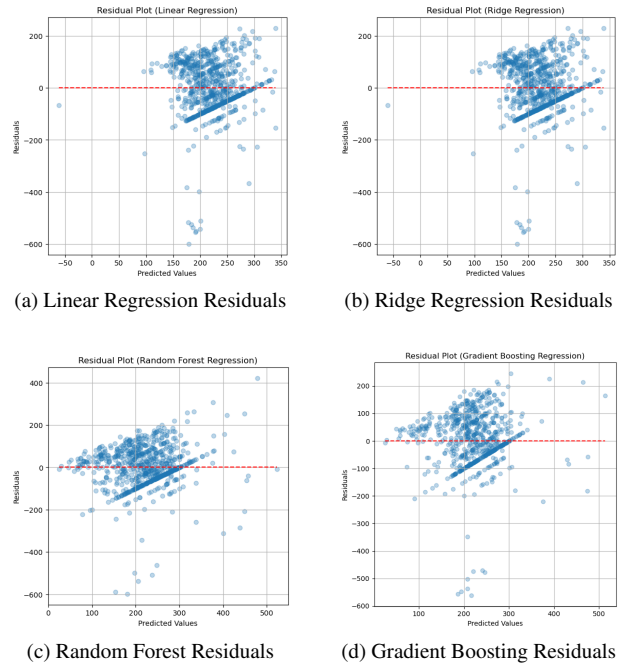 Residual Plot (Linear Regression)
Residual Plot (Ridge Regression)
200
0
−200
−400
−600
Residuals
−50 0 50 100 150 200 250 300 350
Predicted Values
200
0
−200
−400
−600
Residuals
−50 0 50 100 150 200 250 300 350
Predicted Values
(a) Linear Regression Residuals
(b) Ridge Regression Residuals
Residual Plot (Random Forest Regression)
Residual Plot (Gradient Boosting Regression)
400
200
0
−200
−400
−600
Residuals
0 100 200 300 400 500
Predicted Values
200
100
0
−100
−200
−300
−400
−500
−600
Residuals
100 200 300 400 500
Predicted Values
(c) Random Forest Residuals
(d) Gradient Boosting Residuals